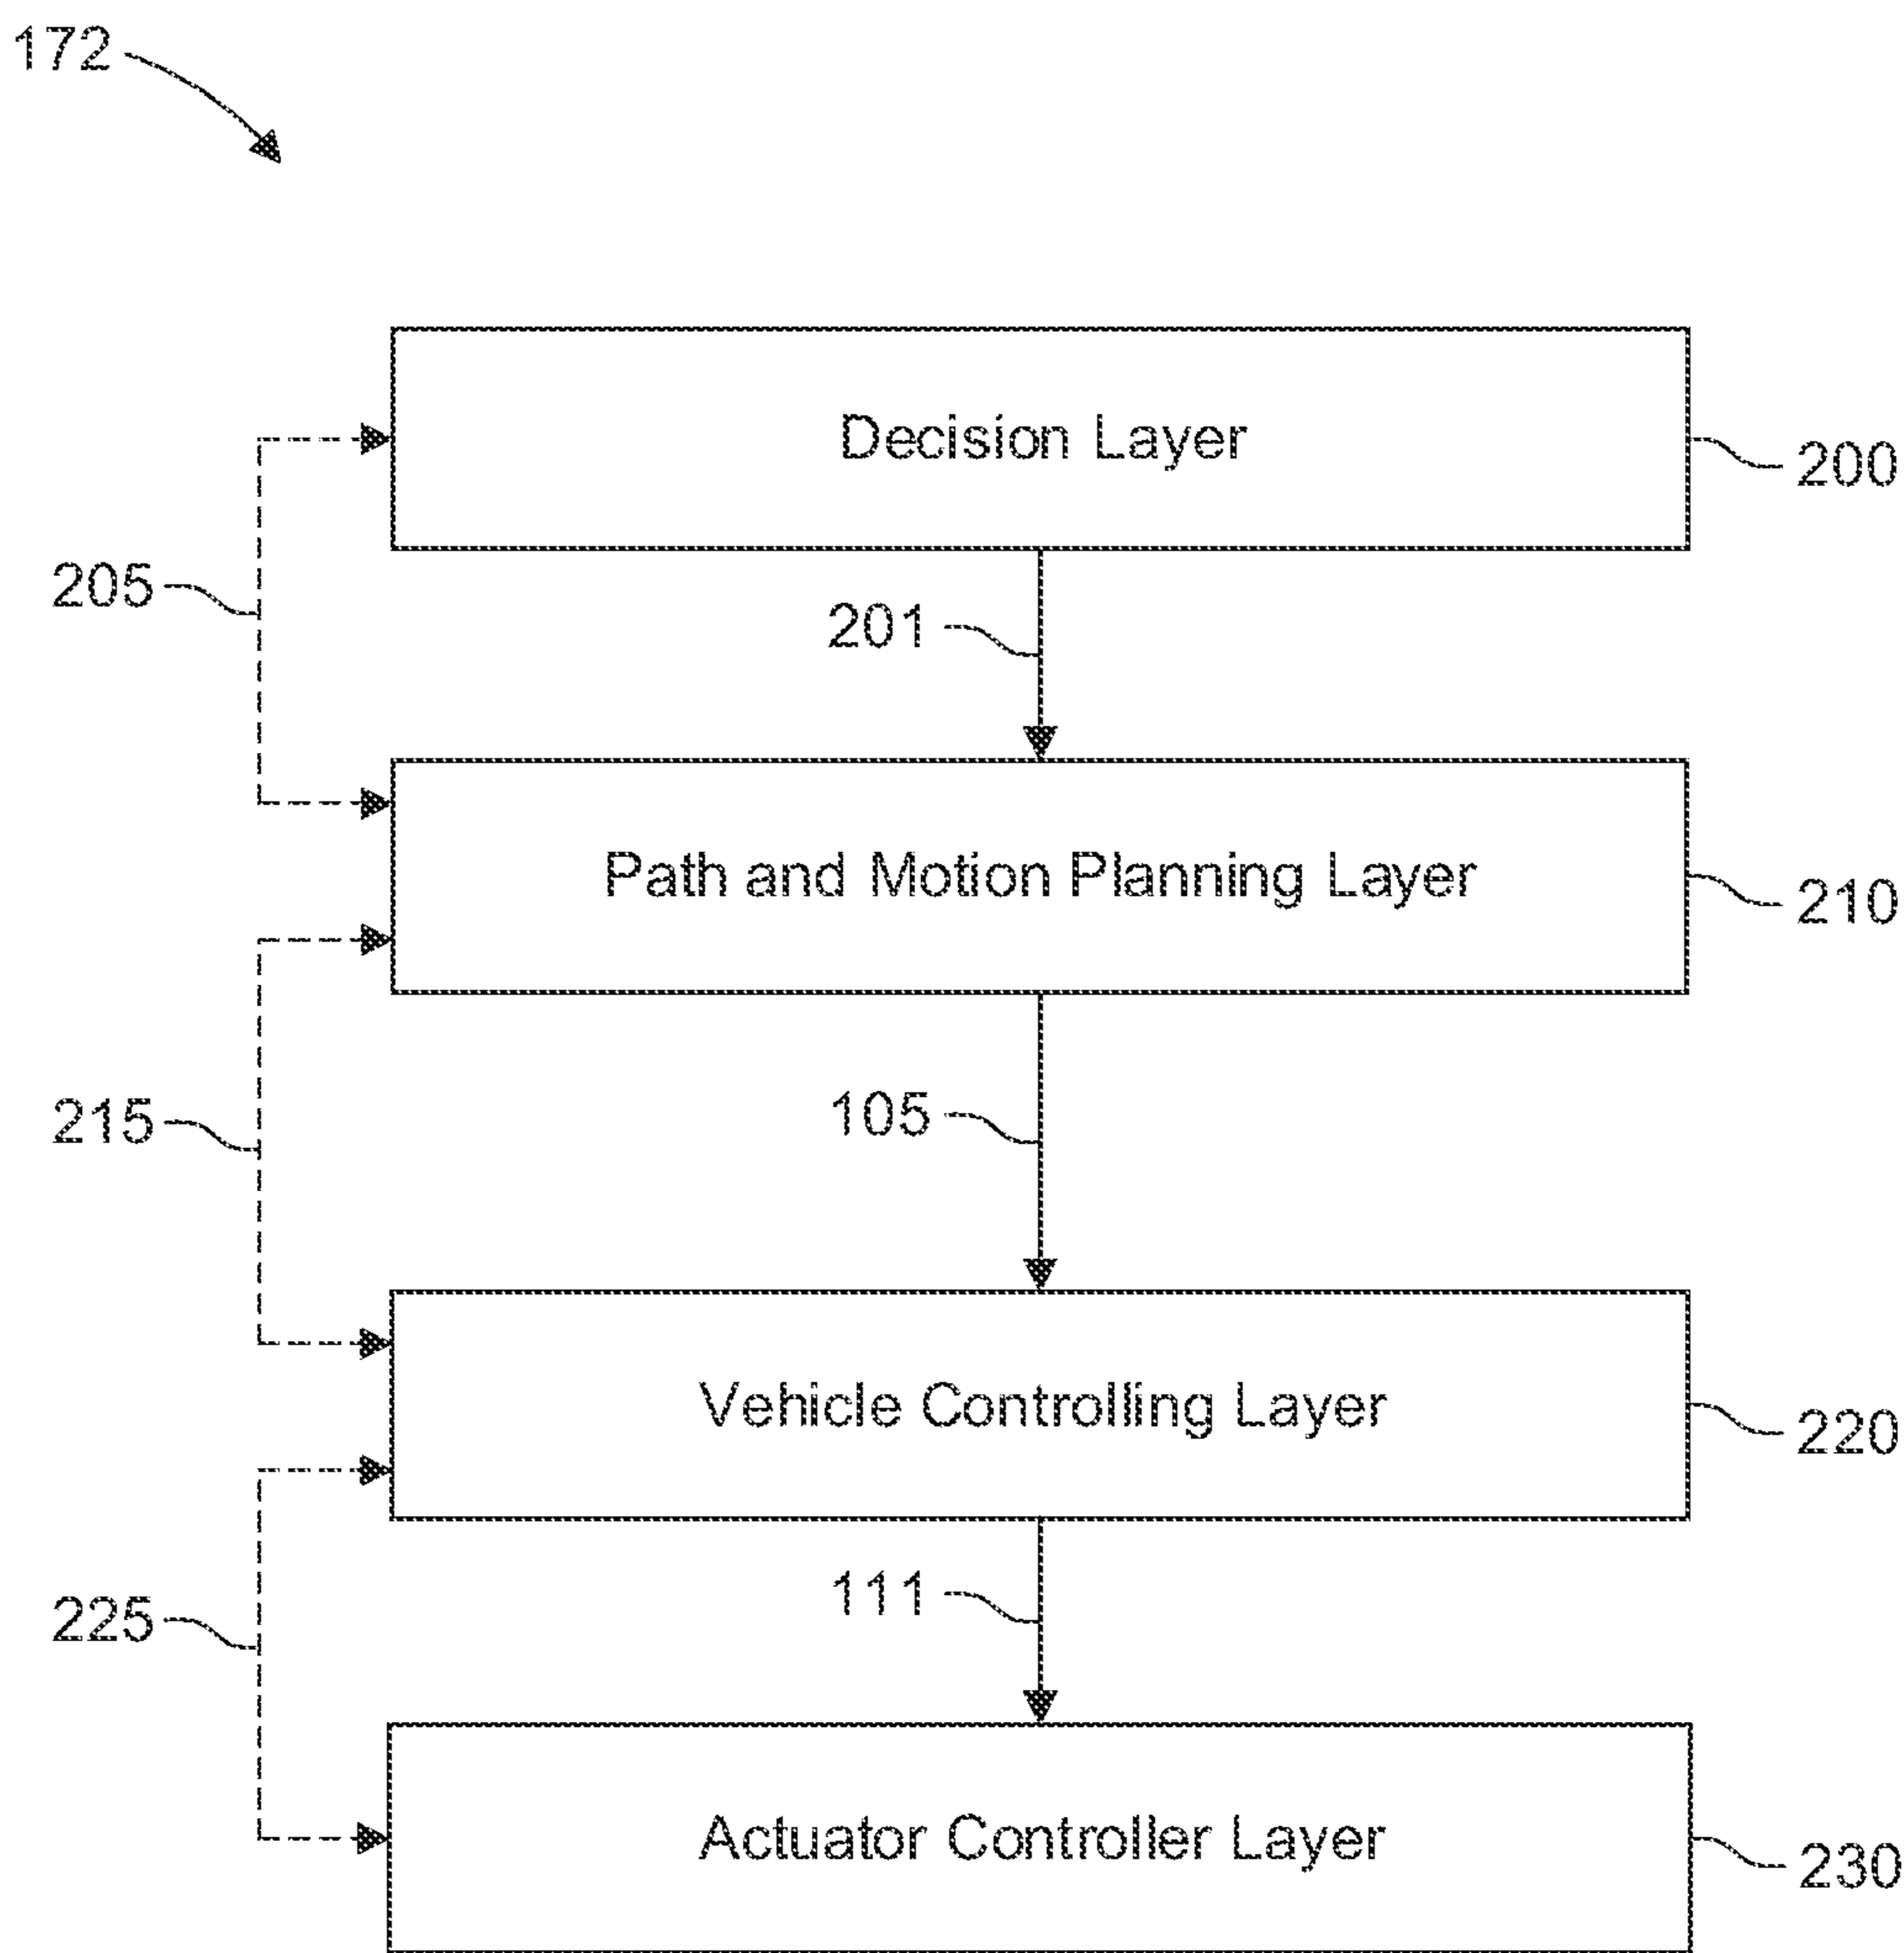 172
Decision Layer
200
205
201
Path and Motion Planning Layer
210
215
105
Vehicle Controlling Layer
220
225
111
Actuator Controller Layer
230